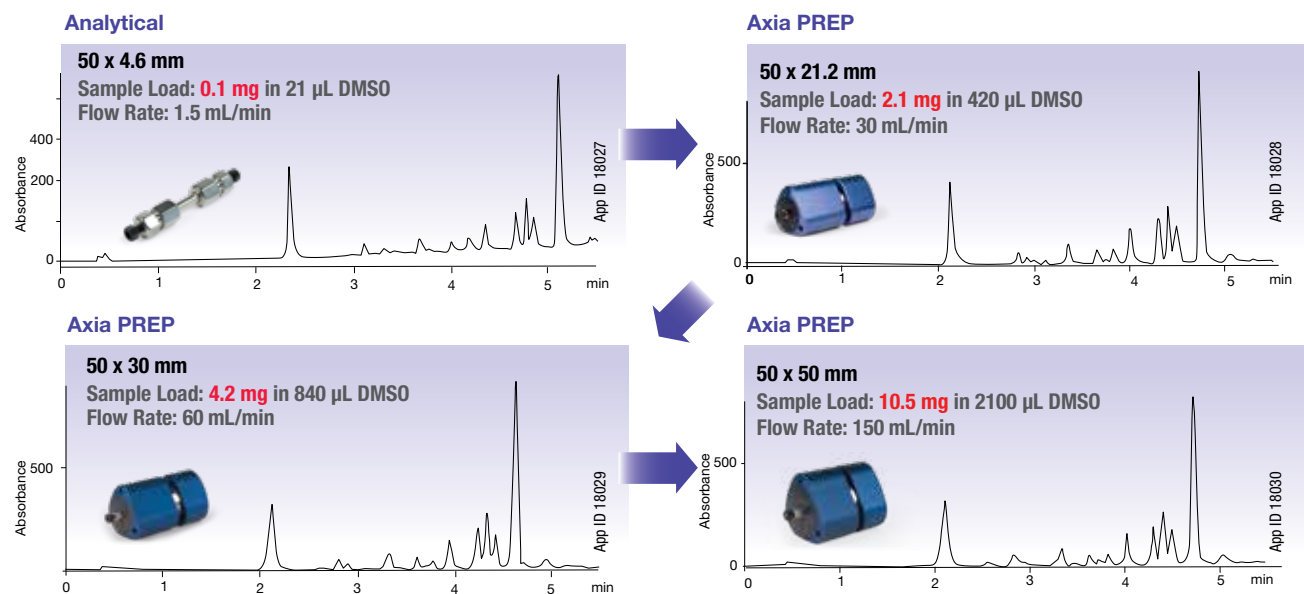 Analytical
50 x 4.6 mm
Sample Load: 0.1 mg in 21 µL DMSO
Flow Rate: 1.5 mL/min
Absorbance
400
200
0
0 1 2 3 4 5 min
App ID 18027
Axia PREP
50 x 21.2 mm
Sample Load: 2.1 mg in 420 µL DMSO
Flow Rate: 30 mL/min
Absorbance
500
0
0 1 2 3 4 5 min
App ID 18028
Axia PREP
50 x 30 mm
Sample Load: 4.2 mg in 840 µL DMSO
Flow Rate: 60 mL/min
Absorbance
500
0 1 2 3 4 5 min
App ID 18029
Axia PREP
50 x 50 mm
Sample Load: 10.5 mg in 2100 µL DMSO
Flow Rate: 150 mL/min
Absorbance
500
0
0 1 2 3 4 5 min
App ID 18030